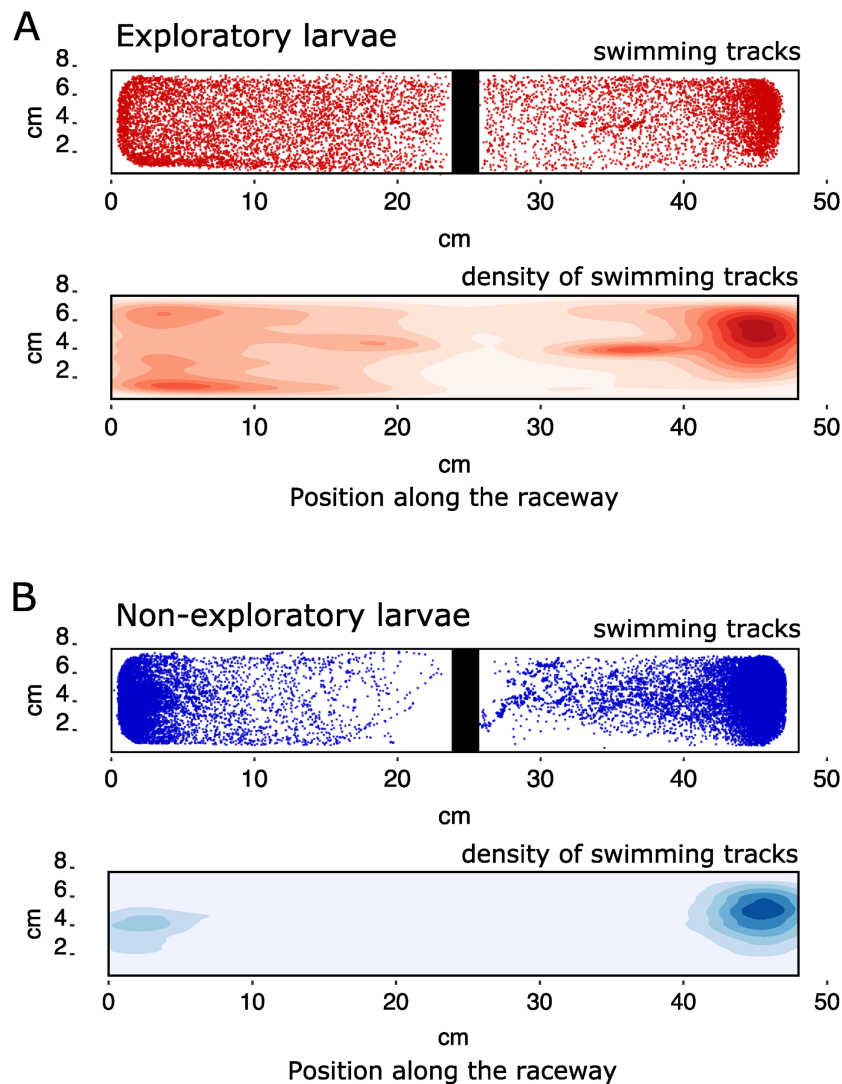 A
Exploratory larvae
swimming tracks
8
6
4
2
cm
0 10 20 30 40 50
cm
density of swimming tracks
8
6
4
2
cm
0 10 20 30 40 50
cm
Position along the raceway
B
Non-exploratory larvae
swimming tracks
8
6
4
2
cm
0 10 20 30 40 50
cm
density of swimming tracks
8
6
4
2
cm
0 10 20 30 40 50
cm
Position along the raceway